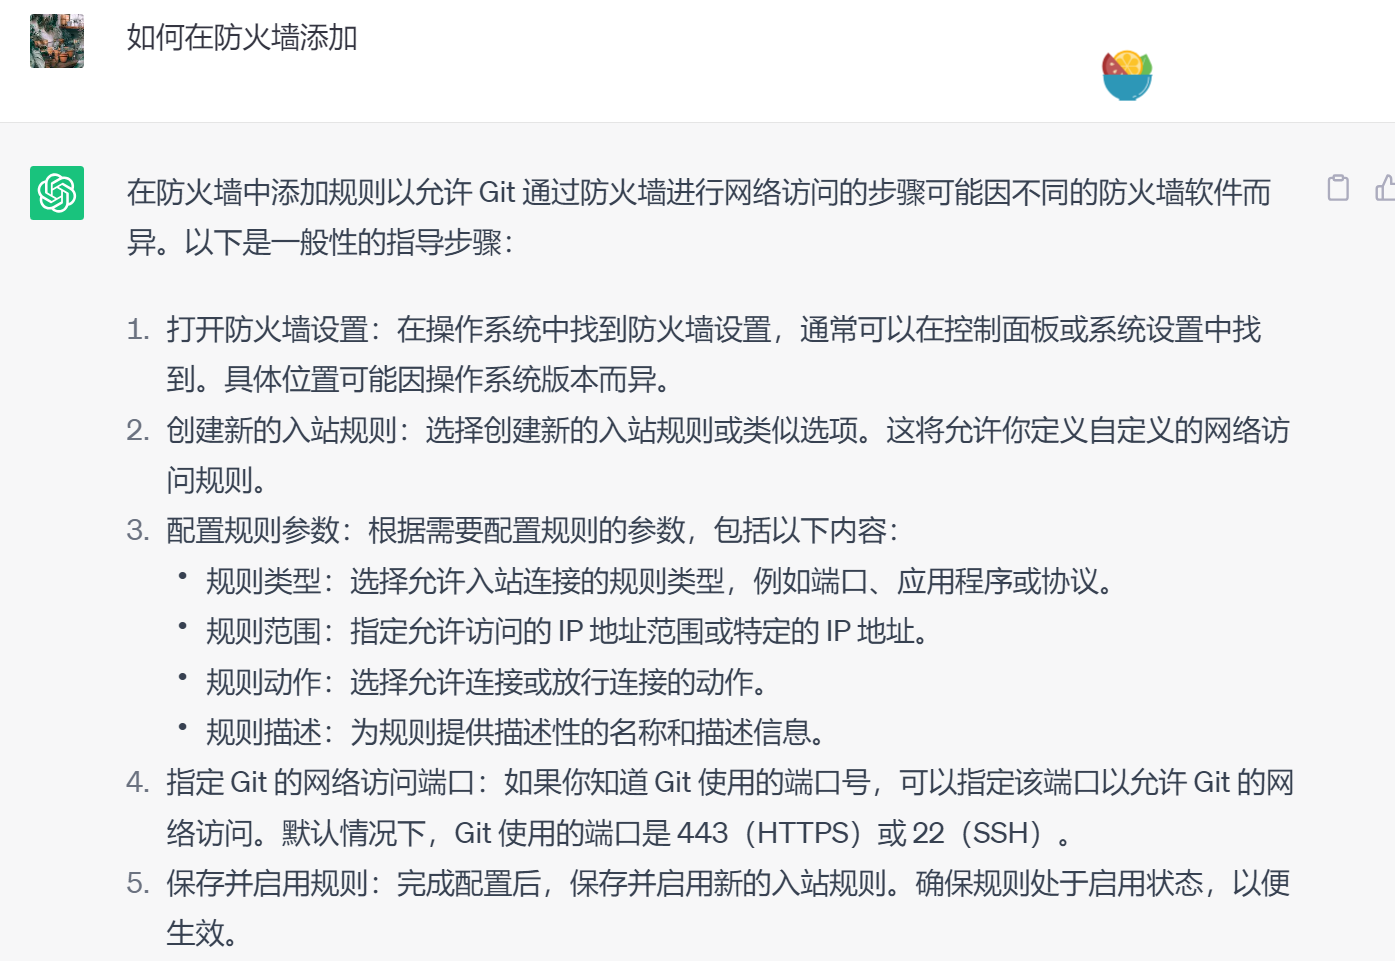 如何在防火墙添加
在防火墙中添加规则以允许 Git 通过防火墙进行网络访问的步骤可能因不同的防火墙软件而
异。以下是一般性的指导步骤：
1. 打开防火墙设置：在操作系统中找到防火墙设置，通常可以在控制面板或系统设置中找
到。具体位置可能因操作系统版本而异。
2. 创建新的入站规则：选择创建新的入站规则或类似选项。这将允许你定义自定义的网络访
问规则。
3. 配置规则参数：根据需要配置规则的参数，包括以下内容：
• 规则类型：选择允许入站连接的规则类型，例如端口、应用程序或协议。
• 规则范围：指定允许访问的 IP 地址范围或特定的 IP 地址。
• 规则动作：选择允许连接或放行连接的动作。
• 规则描述：为规则提供描述性的名称和描述信息。
4. 指定 Git 的网络访问端口：如果你知道 Git 使用的端口号，可以指定该端口以允许 Git 的网
络访问。默认情况下，Git 使用的端口是 443（HTTPS）或 22（SSH）。
5. 保存并启用规则：完成配置后，保存并启用新的入站规则。确保规则处于启用状态，以便
生效。